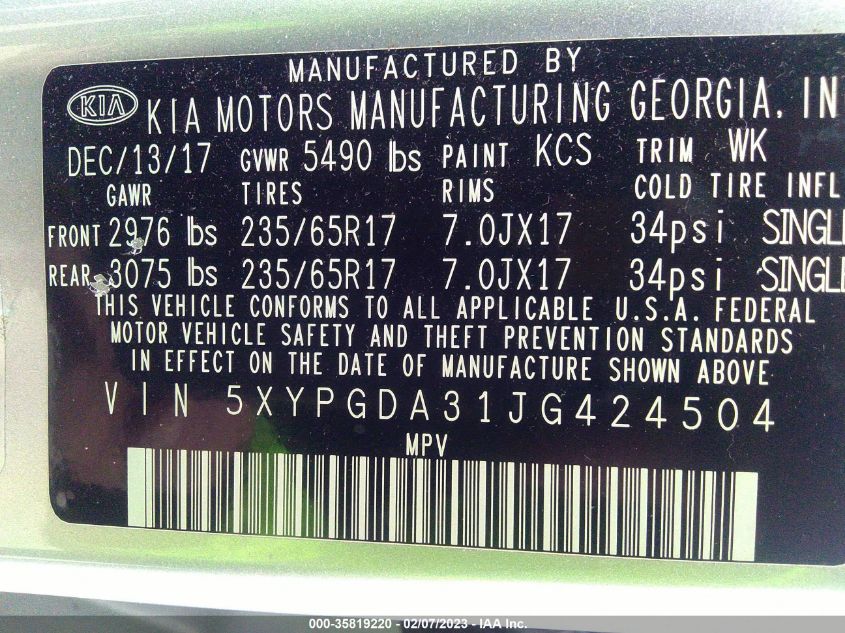 MANUFACTURED BY
KIA KIA MOTORS MANUFACTURING GEORGIA, IN
DEC/13/17 GVWR 5490 lbs PAINT KCS TRIM WK
GAWR TIRES RIMS COLD TIRE INFL
FRONT 2976 lbs 235/65R17 7.0JX17 34psi SINGLE
REAR 3075 lbs 235/65R17 7.0JX17 34psi SINGLE
THIS VEHICLE CONFORMS TO ALL APPLICABLE U.S.A. FEDERAL
MOTOR VEHICLE SAFETY AND THEFT PREVENTION STANDARDS
IN EFFECT ON THE DATE OF MANUFACTURE SHOWN ABOVE
VIN 5XYPGDA31JG424504
MPV
000-35819220 - 02/07/2023 - IAA Inc.